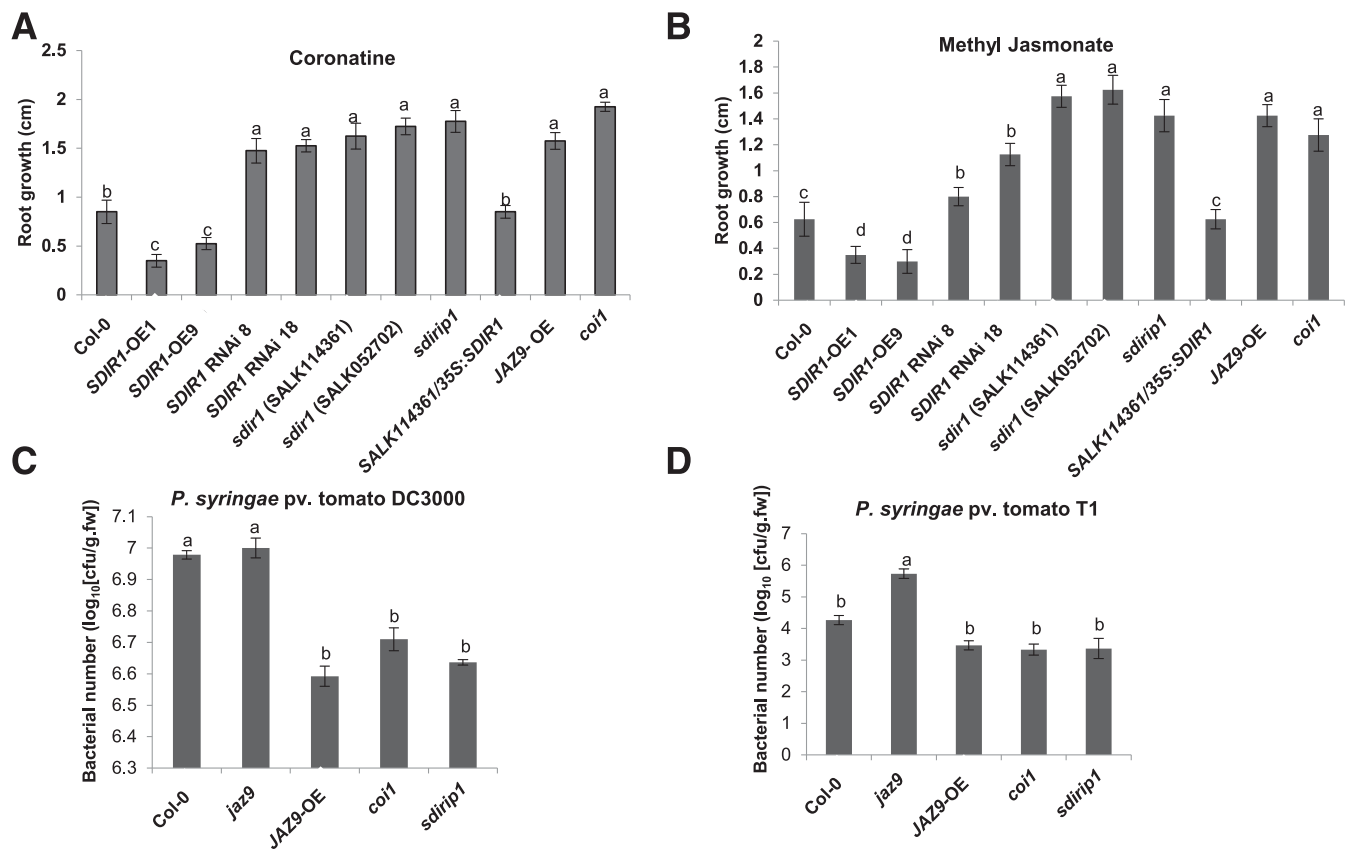 A
Coronatine
Root growth (cm)
2.5
2
1.5
1
0.5
0
b
c
c
a
a
a
a
a
b
a
a
Col-0
SDIR1-OE1
SDIR1-OE9
SDIR1 RNAi 8
SDIR1 RNAi 18
sdir1 (SALK114361)
sdir1 (SALK052702)
sdirip1
SALK114361/35S:SDIR1
JAZ9- OE
coi1
B
Methyl Jasmonate
Root growth (cm)
2
1.8
1.6
1.4
1.2
1
0.8
0.6
0.4
0.2
0
c
d
d
b
b
a
a
a
c
a
a
Col-0
SDIR1-OE1
SDIR1-OE9
SDIR1 RNAi 8
SDIR1 RNAi 18
sdir1 (SALK114361)
sdir1 (SALK052702)
sdirip1
SALK114361/35S:SDIR1
JAZ9-OE
coi1
C
P. syringae pv. tomato DC3000
Bacterial number (log10[cfu/g.fw])
7.1
7
6.9
6.8
6.7
6.6
6.5
6.4
6.3
a
a
b
b
b
Col-0
jaz9
JAZ9-OE
coi1
sdirip1
D
P. syringae pv. tomato T1
Bacterial number (log10 [cfu/g.fw])
7
6
5
4
3
2
1
0
b
a
b
b
b
Col-0
jaz9
JAZ9-OE
coi1
sdirip1